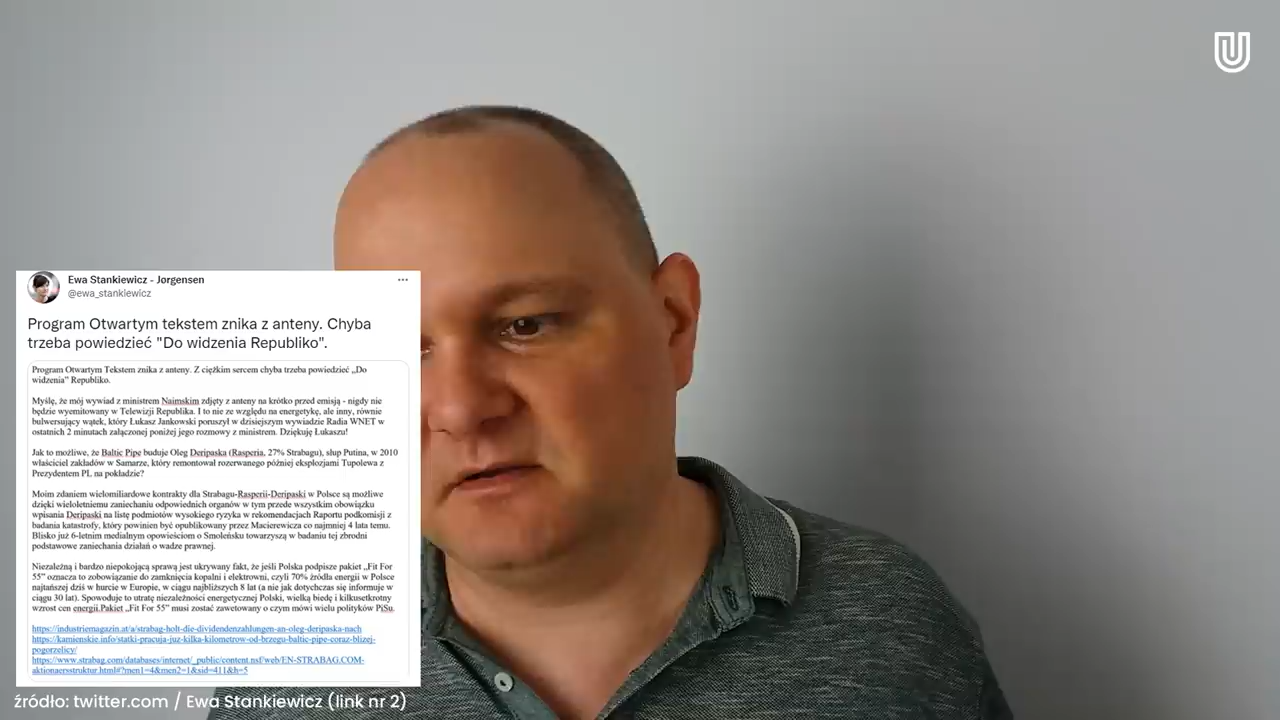 Ewa Stankiewicz - Jørgensen
@ewa_stankiewicz
Program Otwartym tekstem znika z anteny. Chyba
trzeba powiedzieć "Do widzenia Republiko".
Program Otwartym Tekstem znika z anteny. Z ciężkim sercem chyba trzeba powiedzieć „Do
widzenia” Republiko.
Myślę, że mój wywiad z ministrem Naimskim zdjęty z anteny na krótko przed emisją - nigdy nie
będzie wyemitowany w Telewizji Republika. I to nie ze względu na energetykę, ale inny, równie
bulwersujący wątek, który Łukasz Jankowski poruszył w dzisiejszym wywiadzie Radia WNET w
ostatnich 2 minutach załączonej poniżej jego rozmowy z ministrem. Dziękuję Łukaszu!
Jak to możliwe, że Baltic Pipe buduje Oleg Deripaska (Rasperia, 27% Strabagu), słup Putina, w 2010
właściciel zakładów w Samarze, który remontował rozerwanego później eksplozjami Tupolewa z
Prezydentem PL na pokładzie?
Moim zdaniem wielomiliardowe kontrakty dla Strabagu-Rasperii-Deripaski w Polsce są możliwe
dzięki wieloletniemu zaniechaniu odpowiednich organów w tym przede wszystkim obowiązku
wpisania Deripaski na listę podmiotów wysokiego ryzyka w rekomendacjach Raportu podkomisji z
badania katastrofy, który powinien być opublikowany przez Macierewicza co najmniej 4 lata temu.
Blisko już 6-letnim medialnym opowieściom o Smoleńsku towarzyszą w badaniu tej zbrodni
podstawowe zaniechania działań o wadze prawnej.
Niezależną i bardzo niepokojącą sprawą jest ukrywany fakt, że jeśli Polska podpisze pakiet „Fit For
55” oznacza to zobowiązanie do zamknięcia kopalni i elektrowni, czyli 70% źródła energii w Polsce
najtańszej dziś w hurcie w Europie, w ciągu najbliższych 8 lat (a nie jak dotychczas się informuje w
ciągu 30 lat). Spowoduje to utratę niezależności energetycznej Polski, wielką biedę i kilkusetkrotny
wzrost cen energii.Pakiet „Fit For 55” musi zostać zawetowany o czym mówi wielu polityków PiSu.
https://industriemagazin.at/a/strabag-holt-die-dividendenzahlungen-an-oleg-deripaska-nach
https://kamienskie.info/statki-pracuja-juz-kilka-kilometrow-od-brzegu-baltic-pipe-coraz-blizej-
pogorzelicy/
https://www.strabag.com/databases/internet/_public/content.nsf/web/EN-STRABAG.COM-
aktionaersstruktur.html#?men1=4&men2=1&sid=411&h=5
źródło: twitter.com / Ewa Stankiewicz (link nr 2)